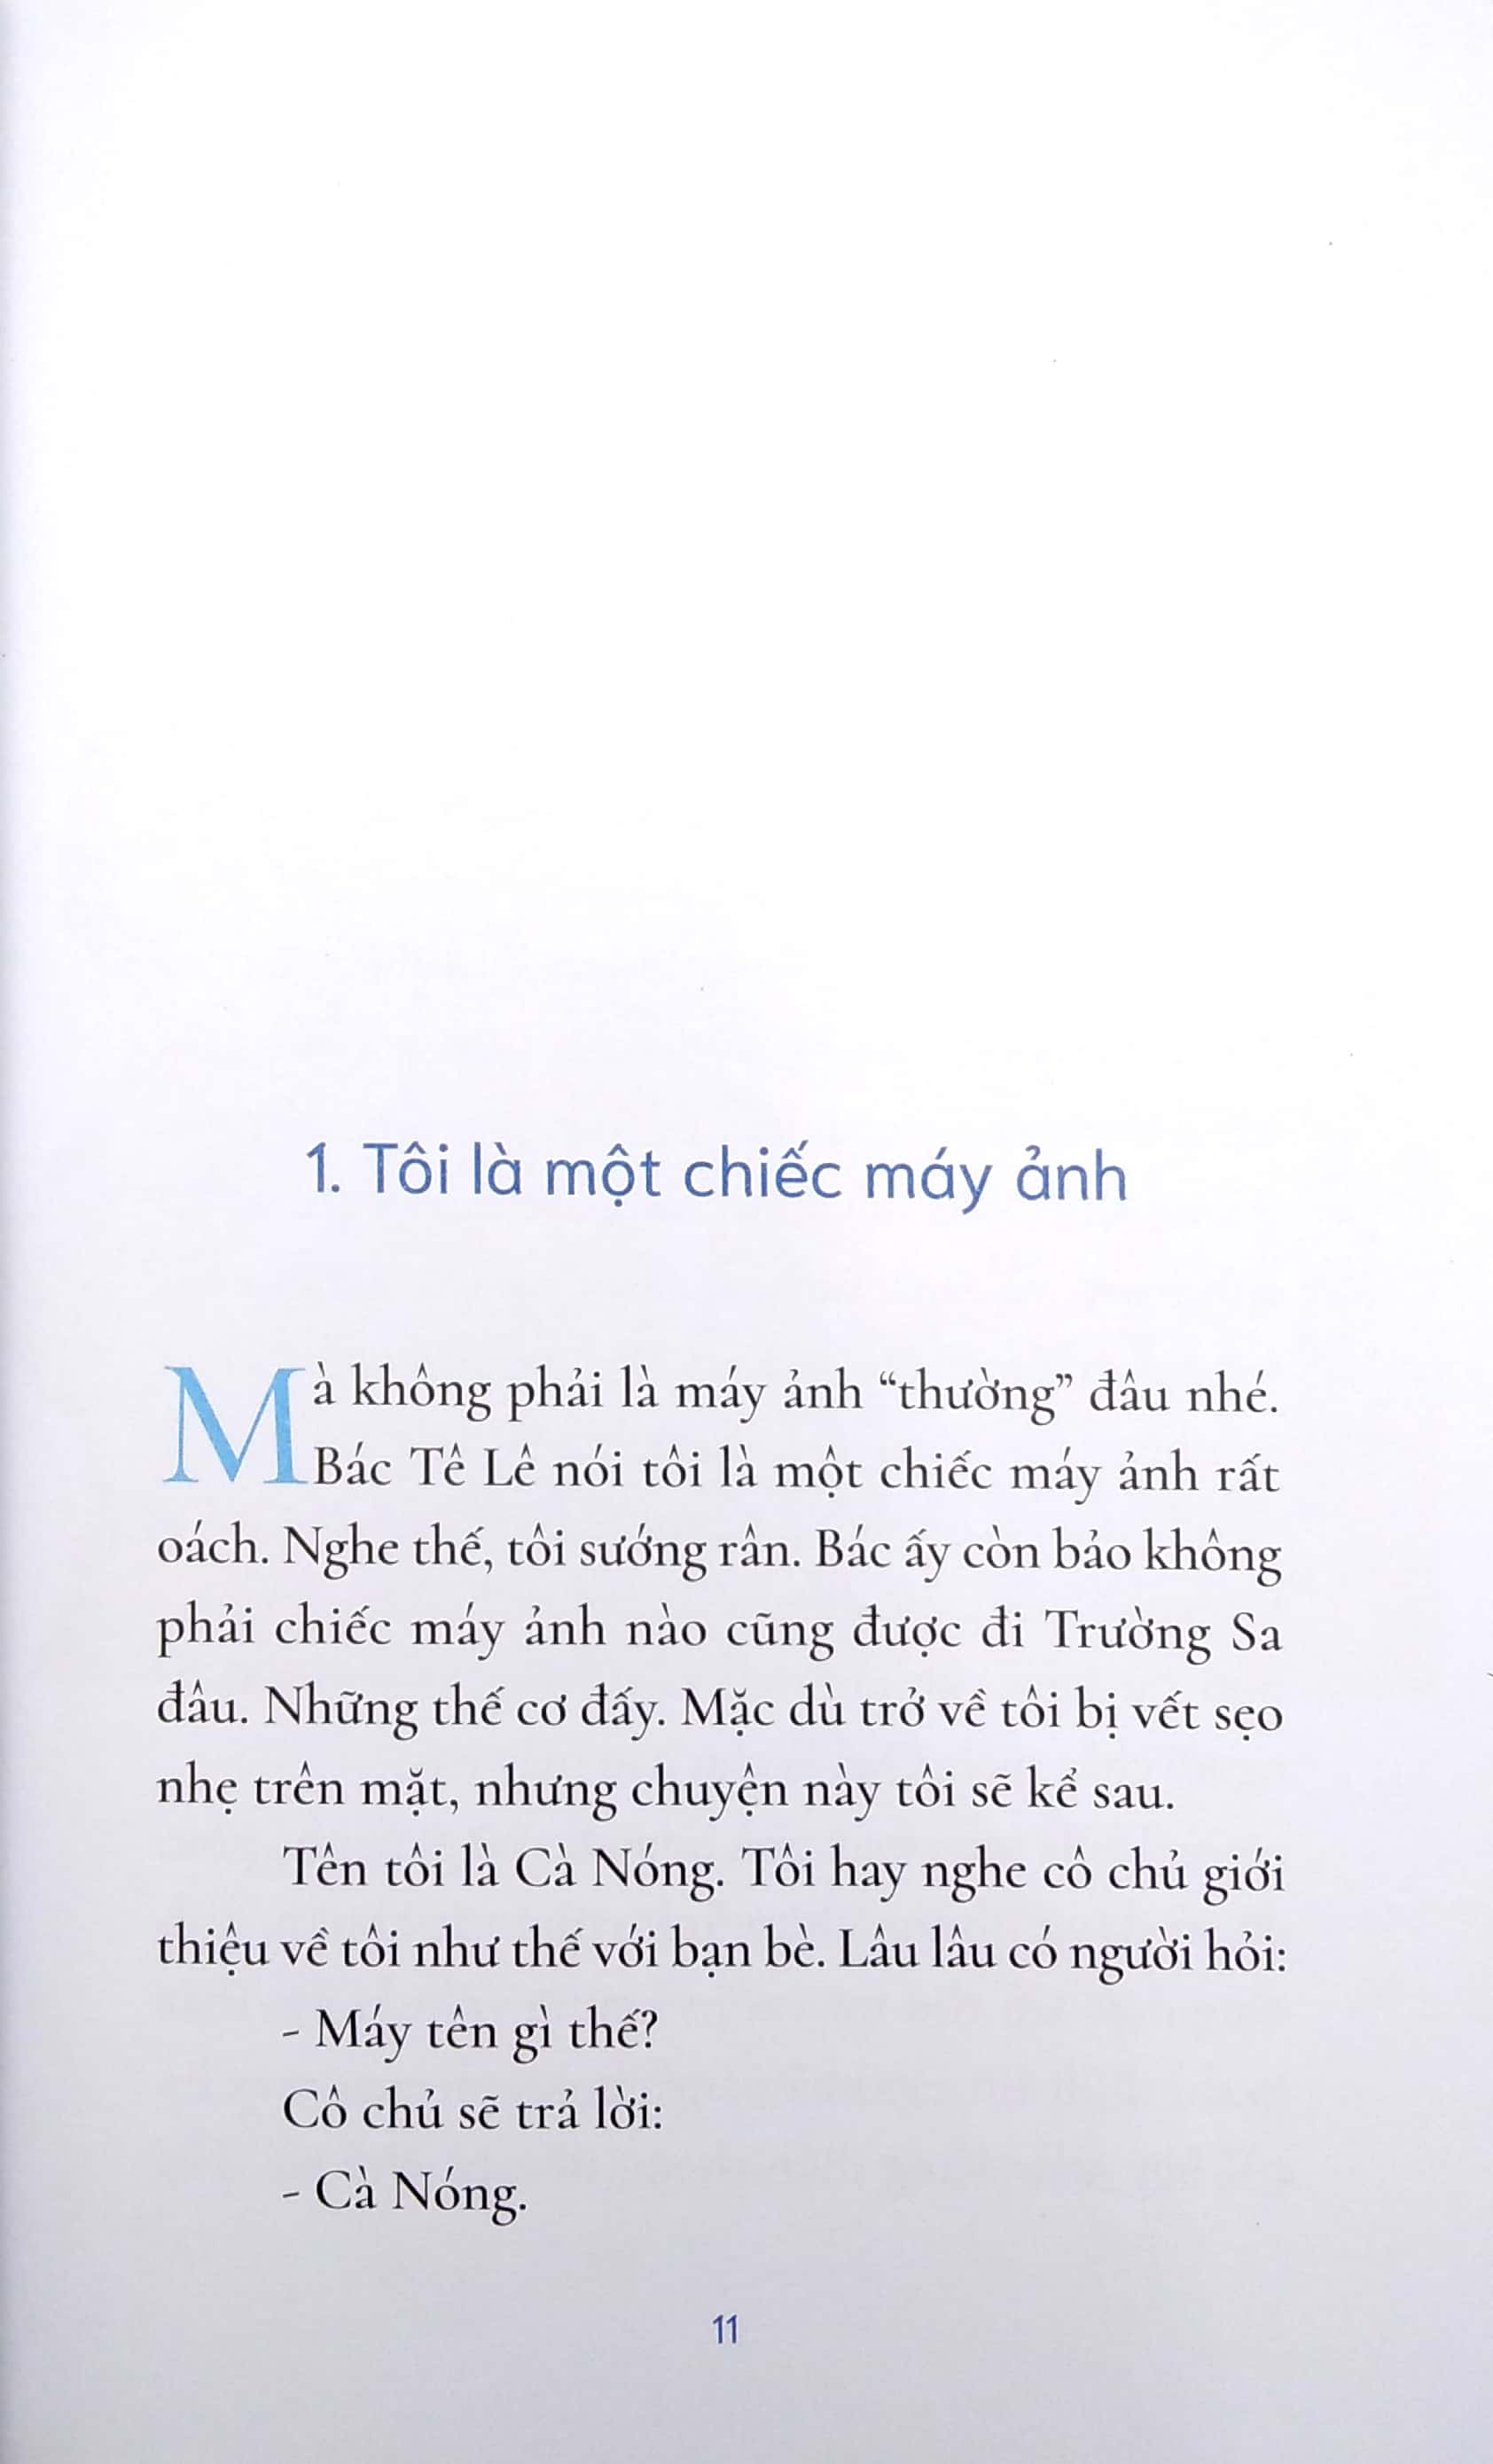 1. Tôi là một chiếc máy ảnh
Mà không phải là máy ảnh “thường” đâu nhé.
Bác Tê Lê nói tôi là một chiếc máy ảnh rất
oách. Nghe thế, tôi sướng rân. Bác ấy còn bảo không
phải chiếc máy ảnh nào cũng được đi Trường Sa
đâu. Những thế cơ đấy. Mặc dù trở về tôi bị vết sẹo
nhẹ trên mặt, nhưng chuyện này tôi sẽ kể sau.
Tên tôi là Cà Nóng. Tôi hay nghe cô chủ giới
thiệu về tôi như thế với bạn bè. Lâu lâu có người hỏi:
- Máy tên gì thế?
Cô chủ sẽ trả lời:
- Cà Nóng.
11